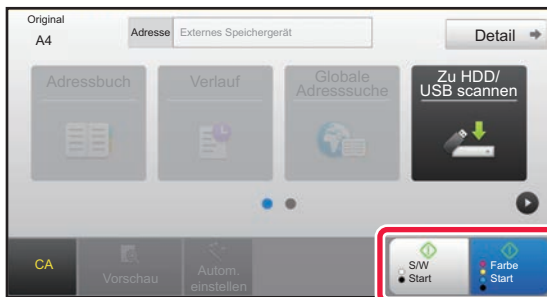 Original
A4
Adresse
Externes Speichergerät
Detail
Adressbuch
Verlauf
Globale
Adresssuche
Zu HDD/
USB scannen
CA
Vorschau
Autom.
einstellen
S/W
Start
Farbe
Start